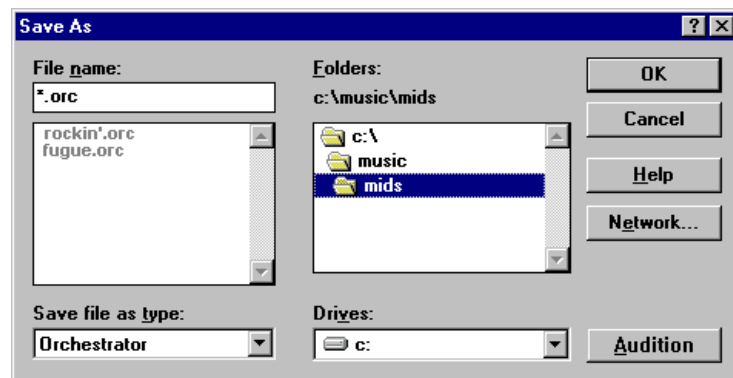 Save As
File name:
*.orc
rockin'.orc
fugue.orc
Save file as type:
Orchestrator
Folders:
c:\music\mids
c:\
music
mids
Drives:
c:
OK
Cancel
Help
Network...
Audition